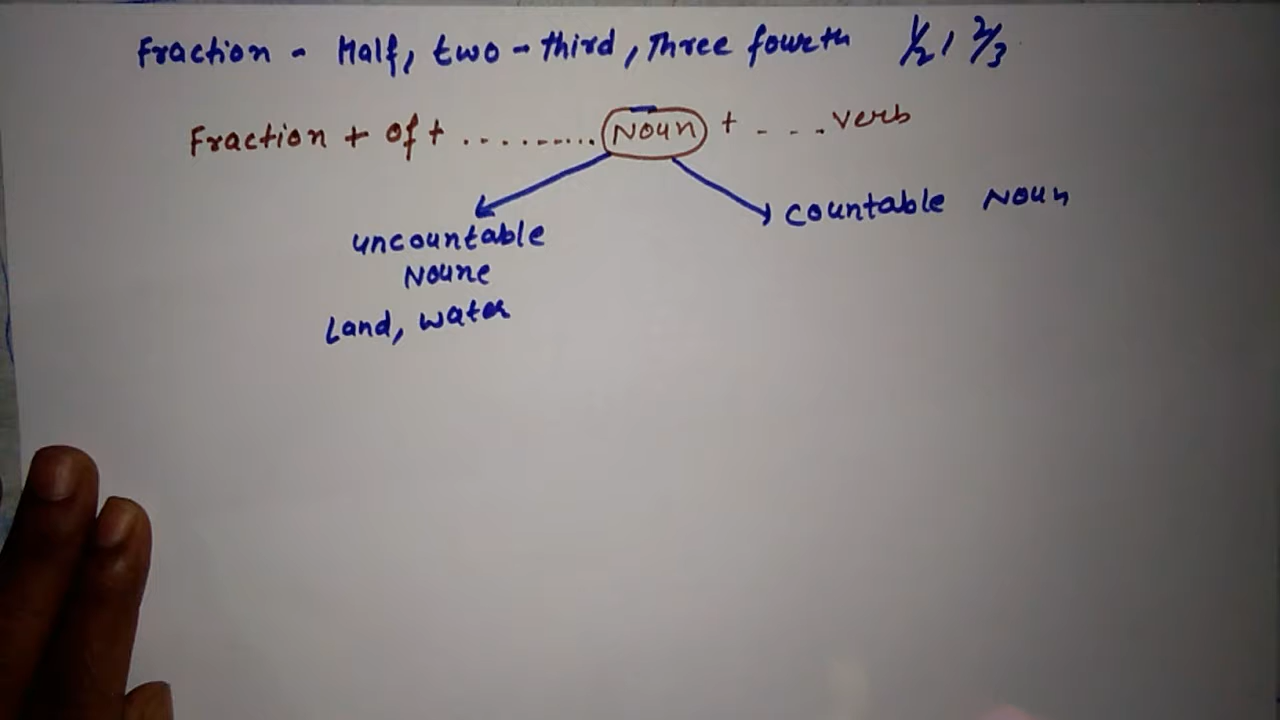 Fraction - Half, two-third, Three fourth 1/2, 2/3
Fraction + of + .......... Noun + - - - . verb
uncountable
Noune
countable Noun
Land, water